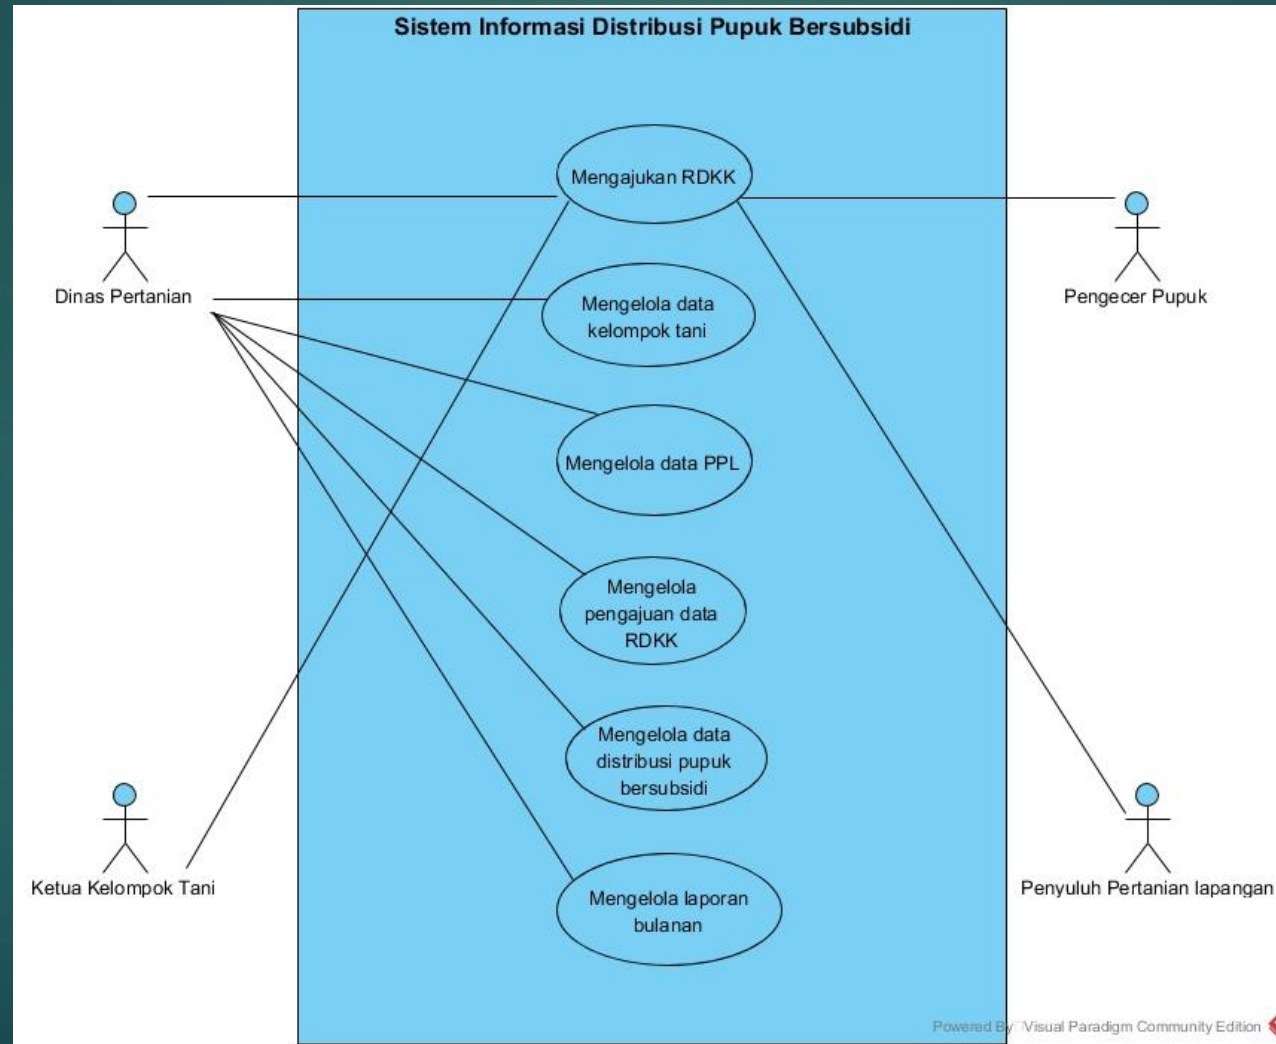 Sistem Informasi Distribusi Pupuk Bersubsidi
Mengajukan RDKK
Dinas Pertanian
Pengecer Pupuk
Mengelola data
kelompok tani
Mengelola data PPL
Mengelola
pengajuan data
RDKK
Mengelola data
distribusi pupuk
bersubsidi
Ketua Kelompok Tani
Penyuluh Pertanian lapangan
Mengelola laporan
bulanan
Powered By Visual Paradigm Community Edition